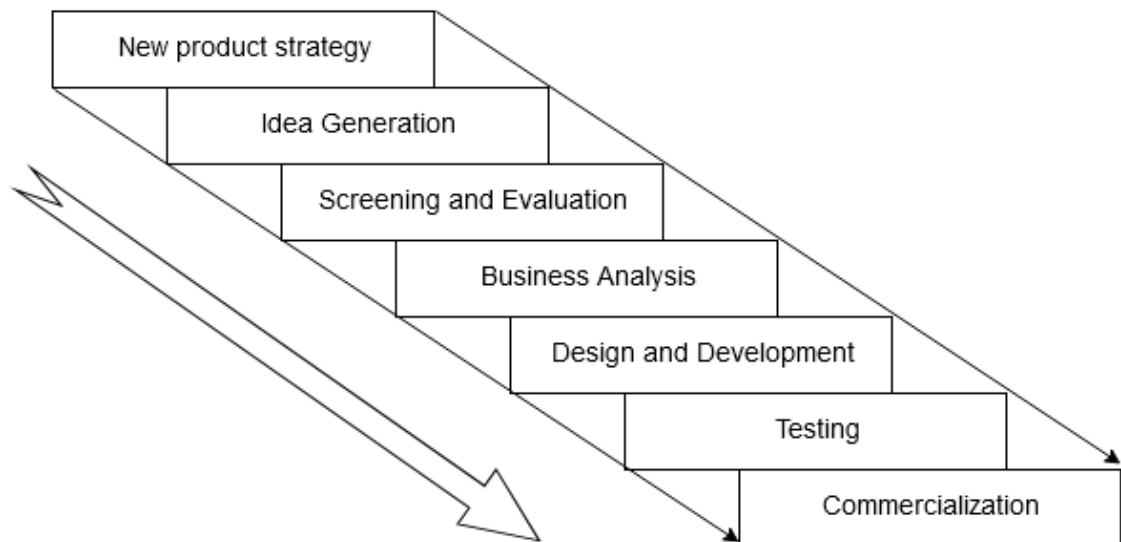 New product strategy
Idea Generation
Screening and Evaluation
Business Analysis
Design and Development
Testing
Commercialization